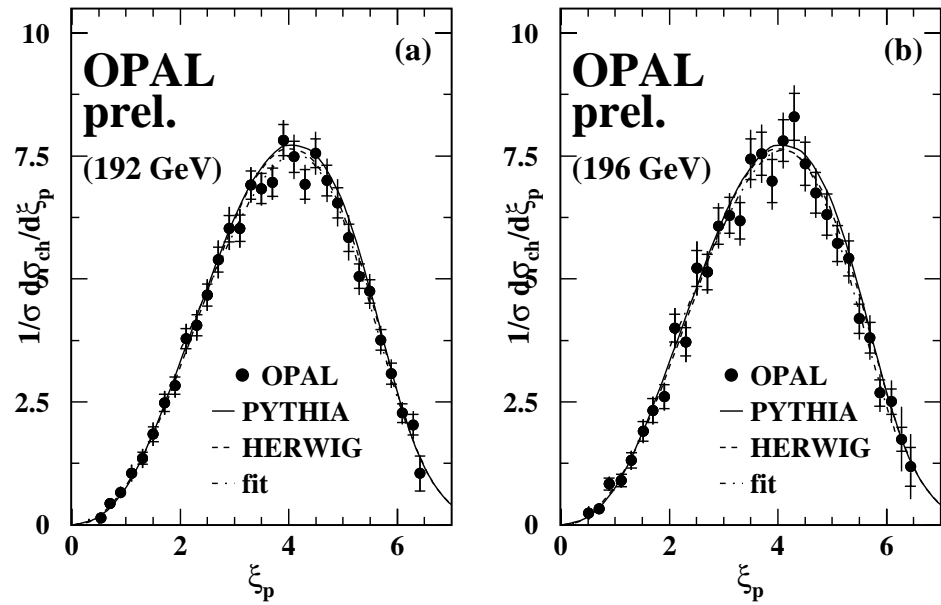 10
7.5
5
2.5
0
1/σ dσch/dξp
OPAL
prel.
(192 GeV)
(a)
OPAL
PYTHIA
HERWIG
fit
0 2 4 6
ξp
10
7.5
5
2.5
0
1/σ dσch/dξp
OPAL
prel.
(196 GeV)
(b)
OPAL
PYTHIA
HERWIG
fit
0 2 4 6
ξp